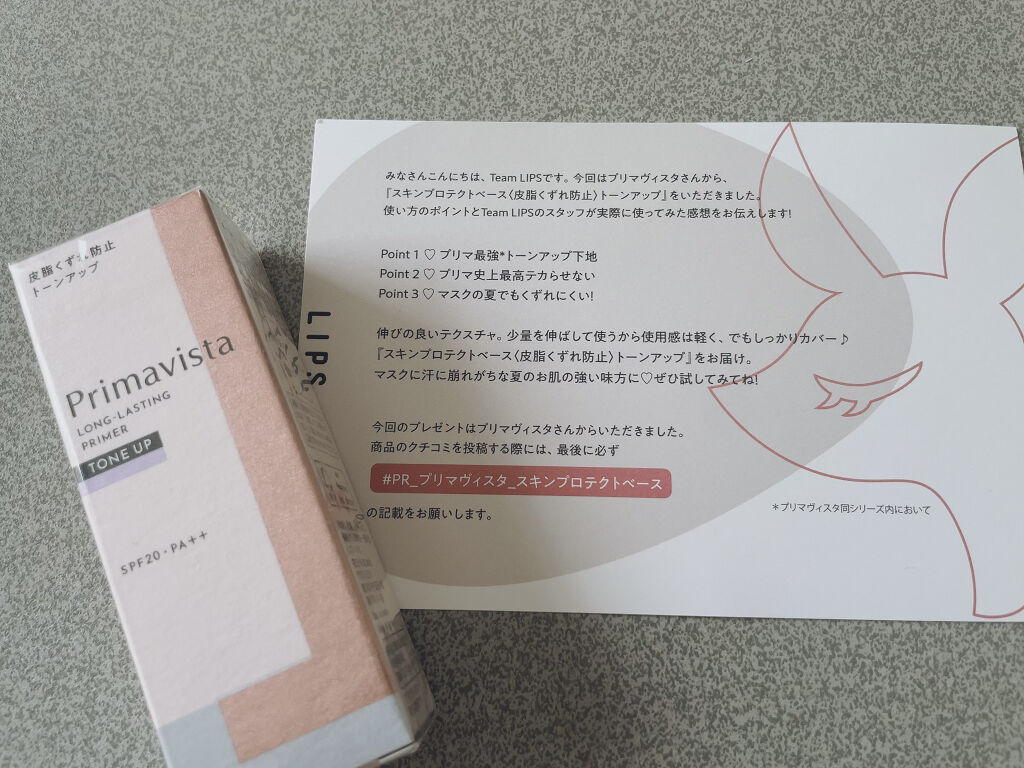 皮脂くずれ防止
トーンアップ
Primavista
LONG-LASTING
PRIMER
TONE UP
SPF20・PA++
LIPS
みなさんこんにちは、Team LIPSです。今回はプリマヴィスタさんから、
『スキンプロテクトベース〈皮脂くずれ防止〉トーンアップ』をいただきました。
使い方のポイントとTeam LIPSのスタッフが実際に使ってみた感想をお伝えします!
Point 1 ♡ プリマ最強*トーンアップ下地
Point 2 ♡ プリマ史上最高テカらせない
Point 3 ♡ マスクの夏でもくずれにくい!
伸びの良いテクスチャ。少量を伸ばして使うから使用感は軽く、でもしっかりカバー♪
『スキンプロテクトベース〈皮脂くずれ防止〉トーンアップ』をお届け。
マスクに汗に崩れがちな夏のお肌の強い味方に♡ぜひ試してみてね!
今回のプレゼントはプリマヴィスタさんからいただきました。
商品のクチコミを投稿する際には、最後に必ず
#PR_プリマヴィスタ_スキンプロテクトベース
の記載をお願いします。
*プリマヴィスタ同シリーズ内において